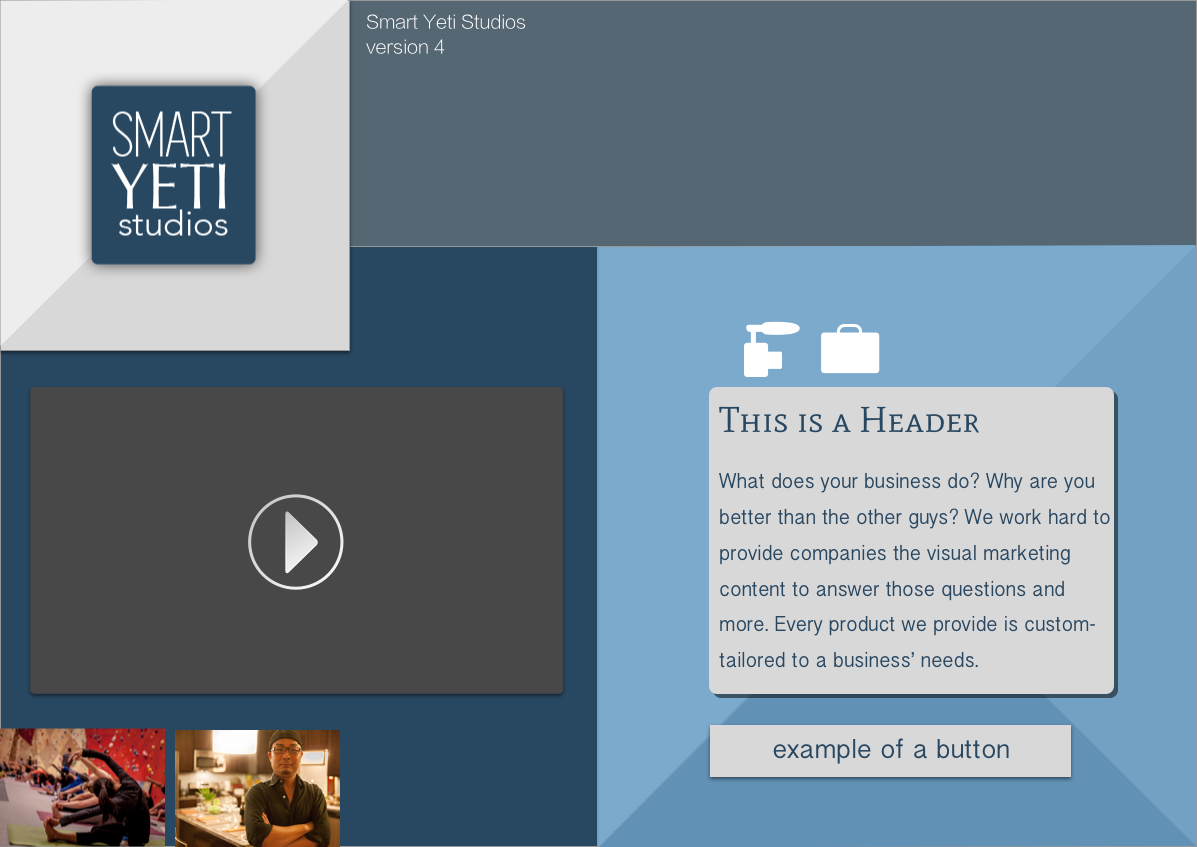 Smart Yeti Studios
version 4
SMART
YETI
studios
This is a Header
What does your business do? Why are you
better than the other guys? We work hard to
provide companies the visual marketing
content to answer those questions and
more. Every product we provide is custom-
tailored to a business’ needs.
example of a button